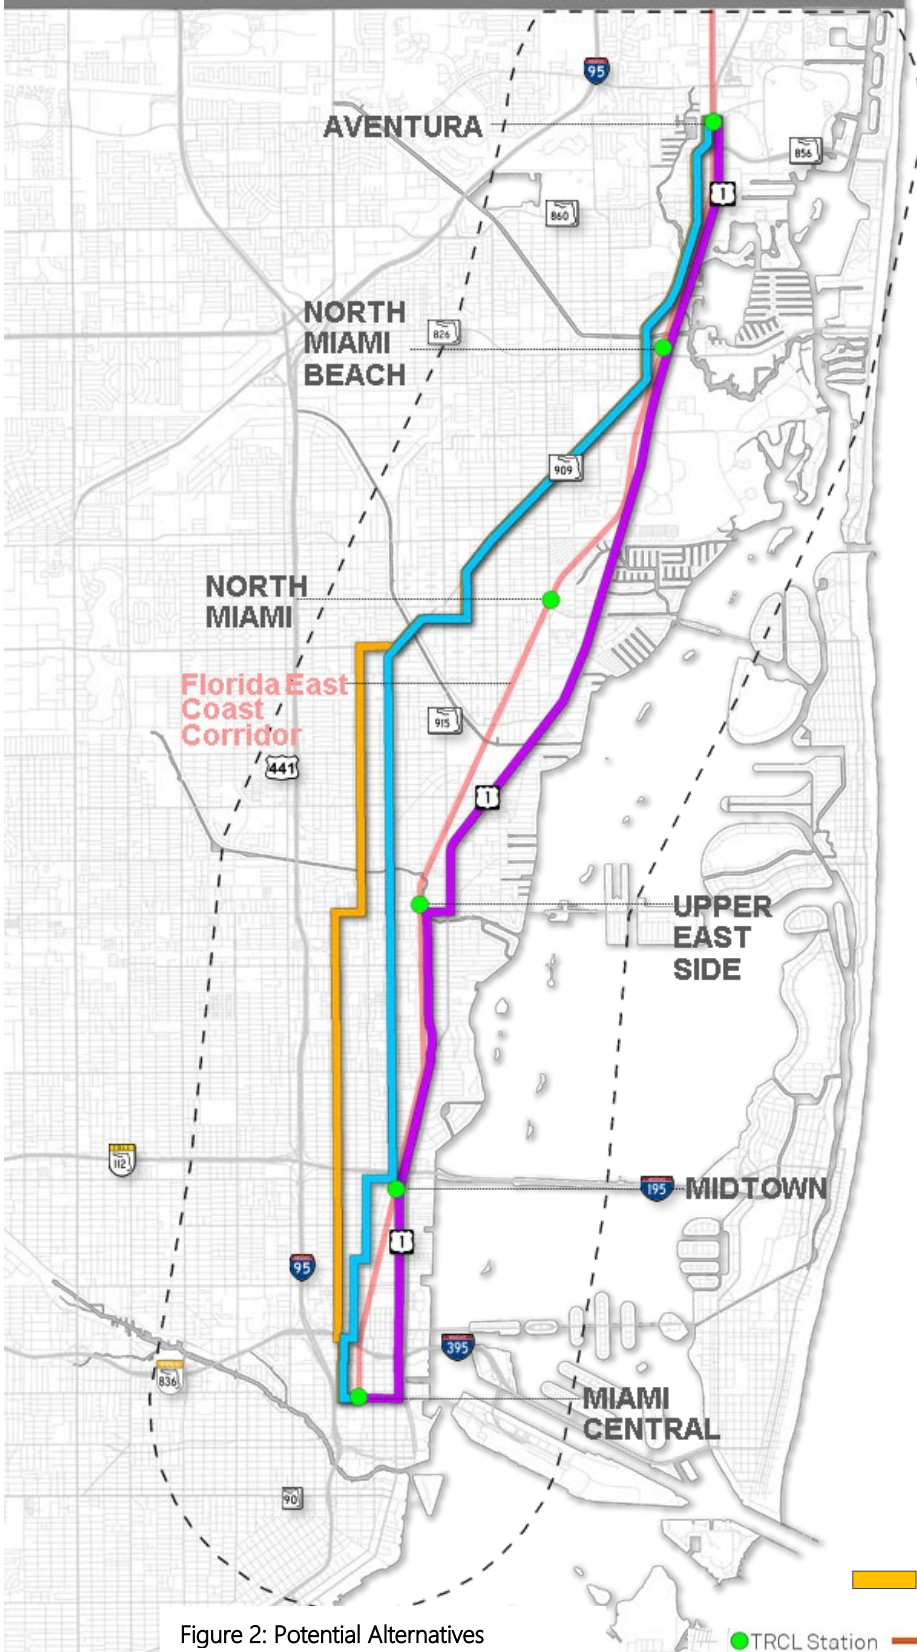 95
AVENTURA
856
1
860
NORTH
MIAMI
BEACH
826
909
NORTH
MIAMI
Florida East
Coast
Corridor
915
441
1
UPPER
EAST
SIDE
112
195
MIDTOWN
1
95
395
836
MIAMI
CENTRAL
90
Figure 2: Potential Alternatives
TRCL Station